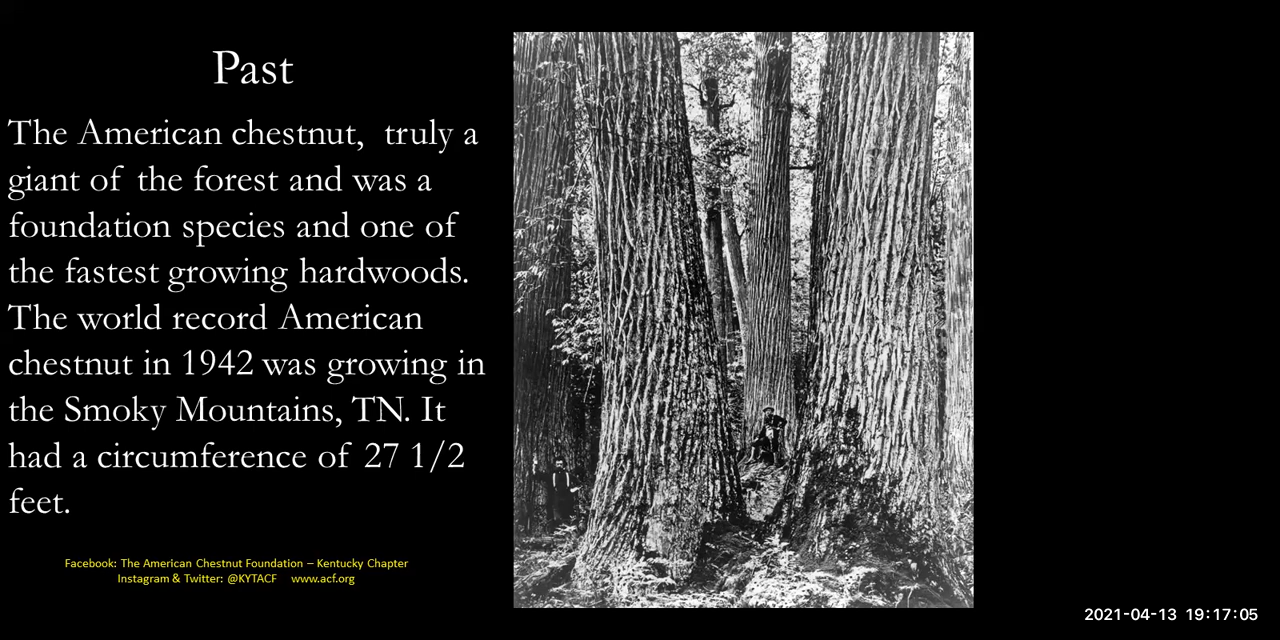 Past
The American chestnut, truly a
giant of the forest and was a
foundation species and one of
the fastest growing hardwoods.
The world record American
chestnut in 1942 was growing in
the Smoky Mountains, TN. It
had a circumference of 27 1/2
feet.
Facebook: The American Chestnut Foundation – Kentucky Chapter
Instagram & Twitter: @KYTACF www.acf.org
2021-04-13 19:17:05